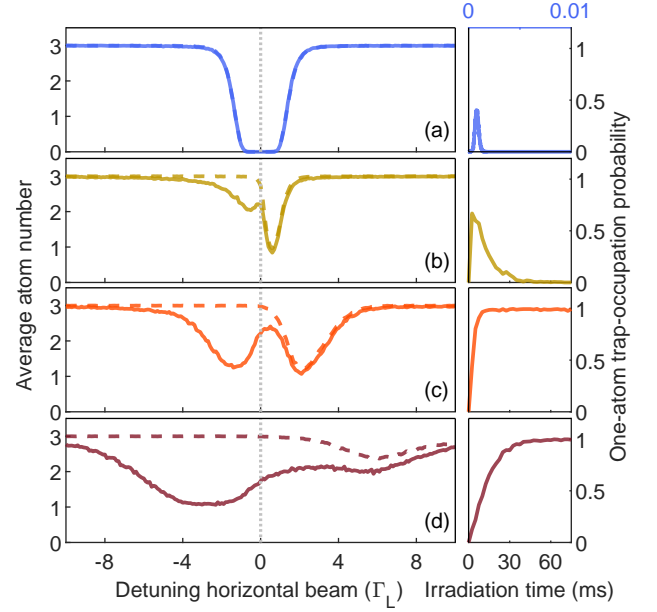 0 0.01
3
2
1
0
(a)
1
0.5
0
3
2
1
0
(b)
1
0.5
0
3
2
1
0
(c)
1
0.5
0
3
2
1
0
(d)
1
0.5
0
-8 -4 0 4 8
0 30 60
Detuning horizontal beam (Γ_L)
Irradiation time (ms)
Average atom number
One-atom trap-occupation probability